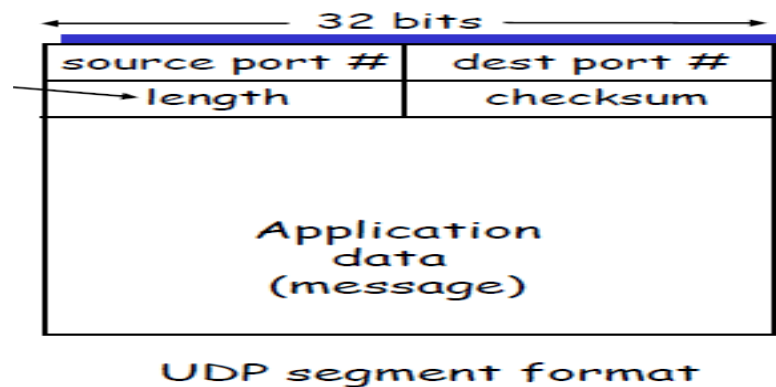 32 bits
source port # dest port #
length checksum
Application
data
(message)
UDP segment format